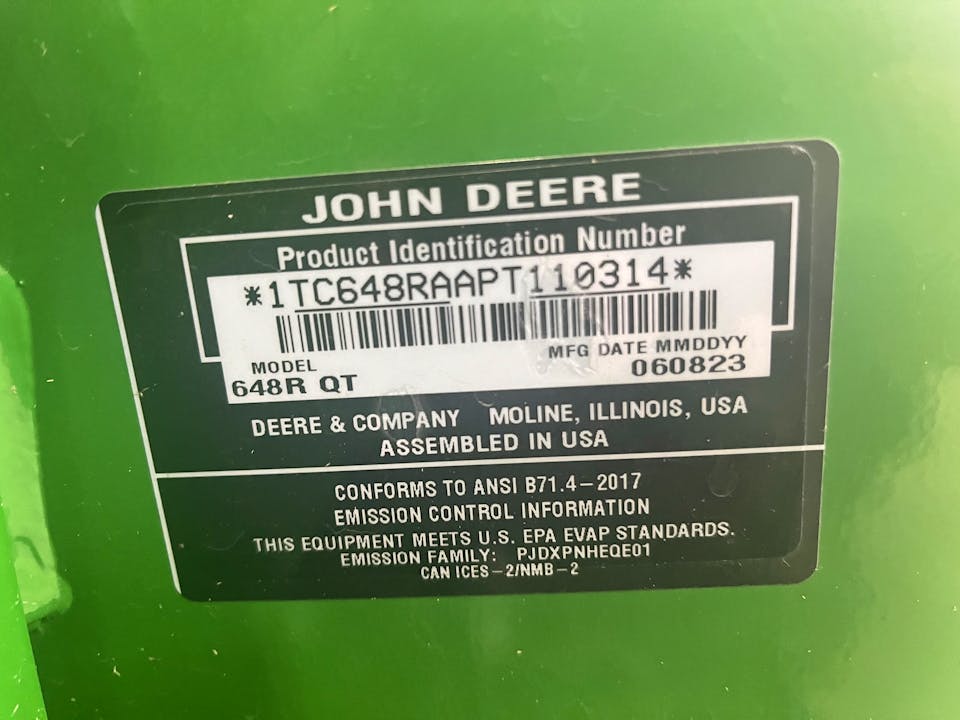 JOHN DEERE
Product Identification Number
*1TC648RAAPT110314*
MODEL
648R QT
MFG DATE MMDDYY
060823
DEERE & COMPANY MOLINE, ILLINOIS, USA
ASSEMBLED IN USA
CONFORMS TO ANSI B71.4-2017
EMISSION CONTROL INFORMATION
THIS EQUIPMENT MEETS U.S. EPA EVAP STANDARDS.
EMISSION FAMILY: PJDXPNHEQE01
CAN ICES-2/NMB-2